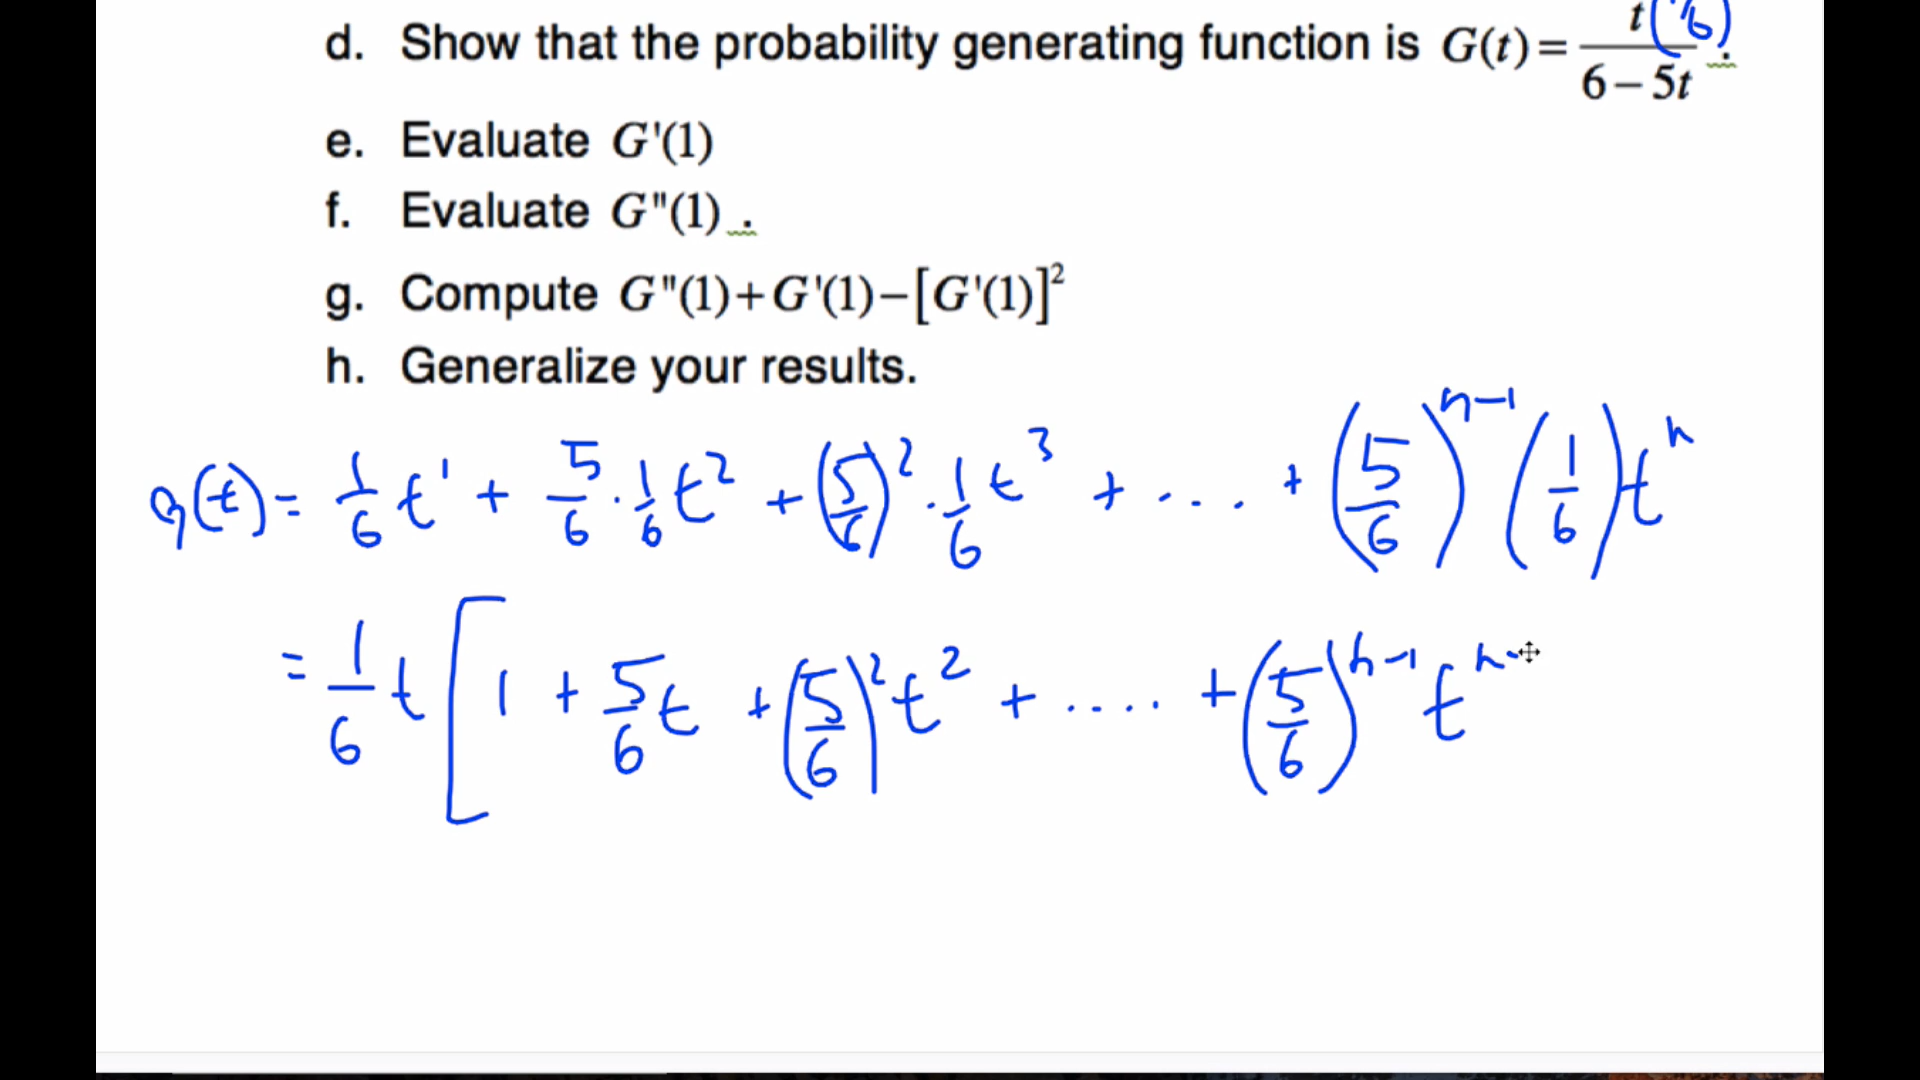 d. Show that the probability generating function is G(t) = t(1/6) / (6 – 5t) .
e. Evaluate G'(1)
f. Evaluate G"(1) .
g. Compute G"(1)+G'(1)–[G'(1)]²
h. Generalize your results.
g(t) = 1/6 t¹ + 5/6 · 1/6 t² + (5/6)² · 1/6 t³ + ... + (5/6)ⁿ⁻¹ (1/6) tⁿ
= 1/6 t [ 1 + 5/6 t + (5/6)² t² + .... + (5/6)ⁿ⁻¹ tⁿ⁻